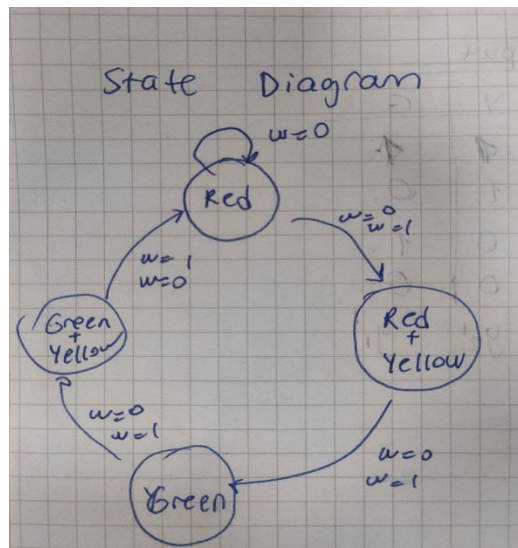 State Diagram
w=0
Red
w=0
w=1
w=1
w=0
Green
+
Yellow
Red
+
Yellow
w=0
w=1
w=0
w=1
Green